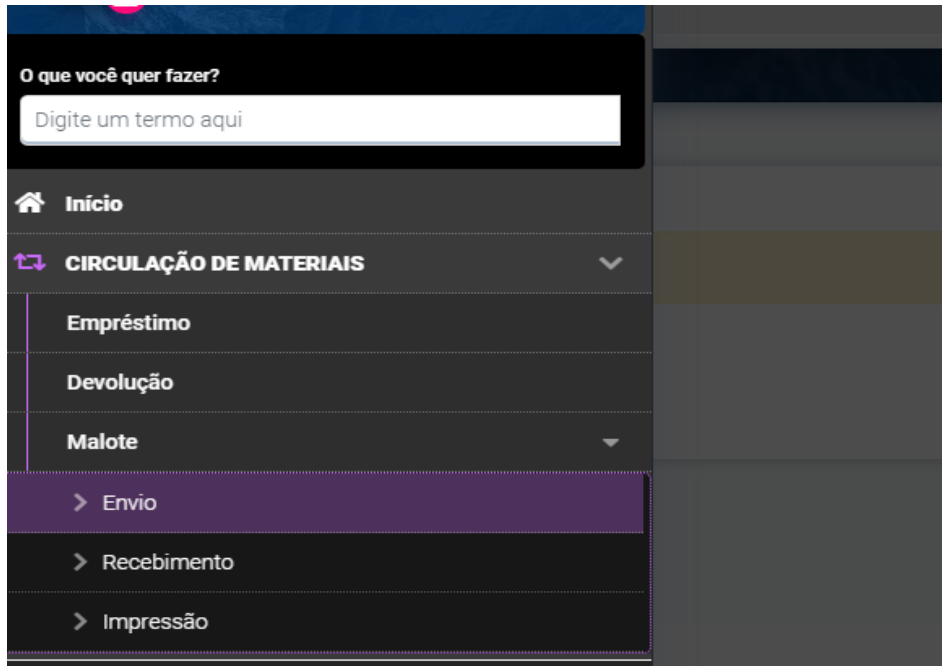 O que você quer fazer?
Digite um termo aqui
Início
CIRCULAÇÃO DE MATERIAIS
Empréstimo
Devolução
Malote
Envio
Recebimento
Impressão